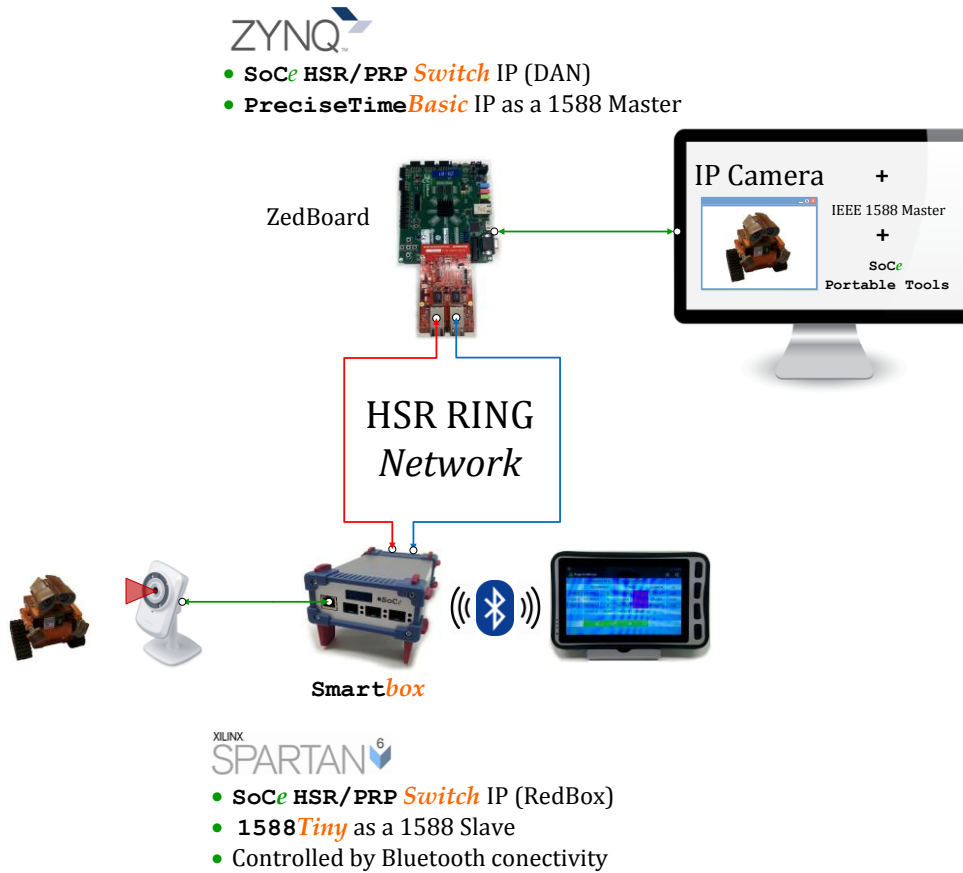 ZYNQ™
• SoCe HSR/PRP Switch IP (DAN)
• PreciseTimeBasic IP as a 1588 Master
ZedBoard
IP Camera +
IEEE 1588 Master
+
SoCe
Portable Tools
HSR RING
Network
SoCe
Smartbox
XILINX
SPARTAN 6
• SoCe HSR/PRP Switch IP (RedBox)
• 1588Tiny as a 1588 Slave
• Controlled by Bluetooth conectivity